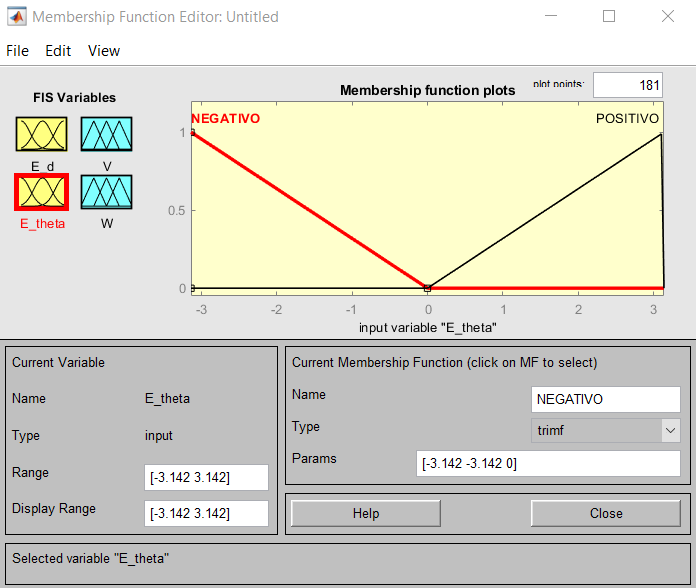 Membership Function Editor: Untitled
File Edit View
FIS Variables
E_d
V
E_theta
W
Membership function plots
plot points:
181
NEGATIVO
POSITIVO
1
0.5
0
-3
-2
-1
0
1
2
3
input variable "E_theta"
Current Variable
Name
E_theta
Type
input
Range
[-3.142 3.142]
Display Range
[-3.142 3.142]
Current Membership Function (click on MF to select)
Name
NEGATIVO
Type
trimf
Params
[-3.142 -3.142 0]
Help
Close
Selected variable "E_theta"